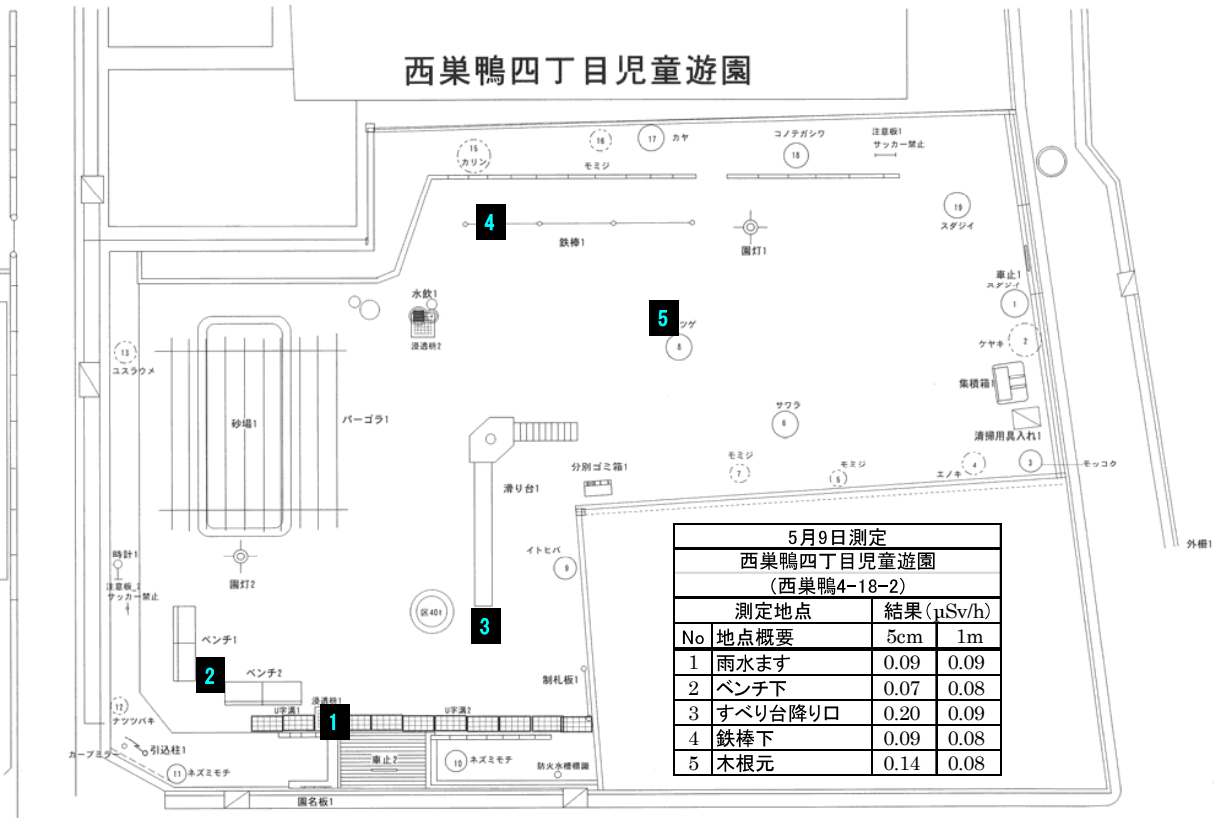 西巣鴨四丁目児童遊園
15
カリン
16
モミジ
17
カヤ
コノテガシワ
18
注意板1
サッカー禁止
19
スダジイ
4
鉄棒1
園灯1
車止1
スダジイ
1
水飲1
浸透桝2
5
ツゲ
8
ケヤキ
2
13
ユスラウメ
集積箱1
砂場1
パーゴラ1
サワラ
6
清掃用具入れ1
モミジ
7
モミジ
5
エノキ
4
3
モッコク
分別ゴミ箱1
滑り台1
外柵1
時計1
園灯2
イトヒバ
9
注意板_2
サッカー禁止
区40t
3
ベンチ1
2
ベンチ2
制札板1
12
ナツツバキ
U字溝1
浸透桝1
1
U字溝2
カーブミラー
引込柱1
11
ネズミモチ
車止2
10
ネズミモチ
防火水槽標識
園名板1
5月9日測定
西巣鴨四丁目児童遊園
(西巣鴨4-18-2)
測定地点 結果(μSv/h)
No 地点概要 5cm 1m
1 雨水ます 0.09 0.09
2 ベンチ下 0.07 0.08
3 すべり台降り口 0.20 0.09
4 鉄棒下 0.09 0.08
5 木根元 0.14 0.08